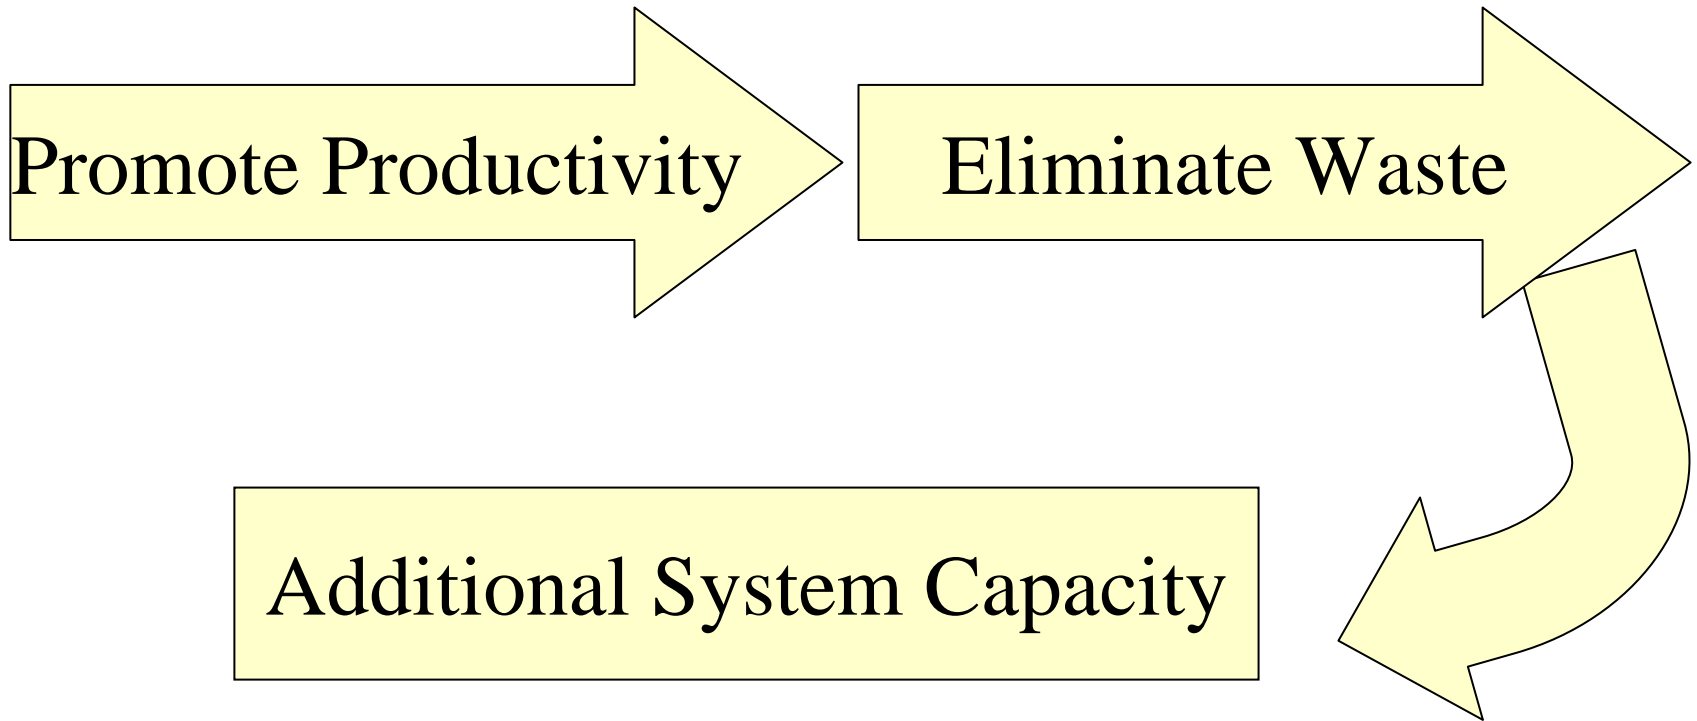 Promote Productivity
Eliminate Waste
Additional System Capacity